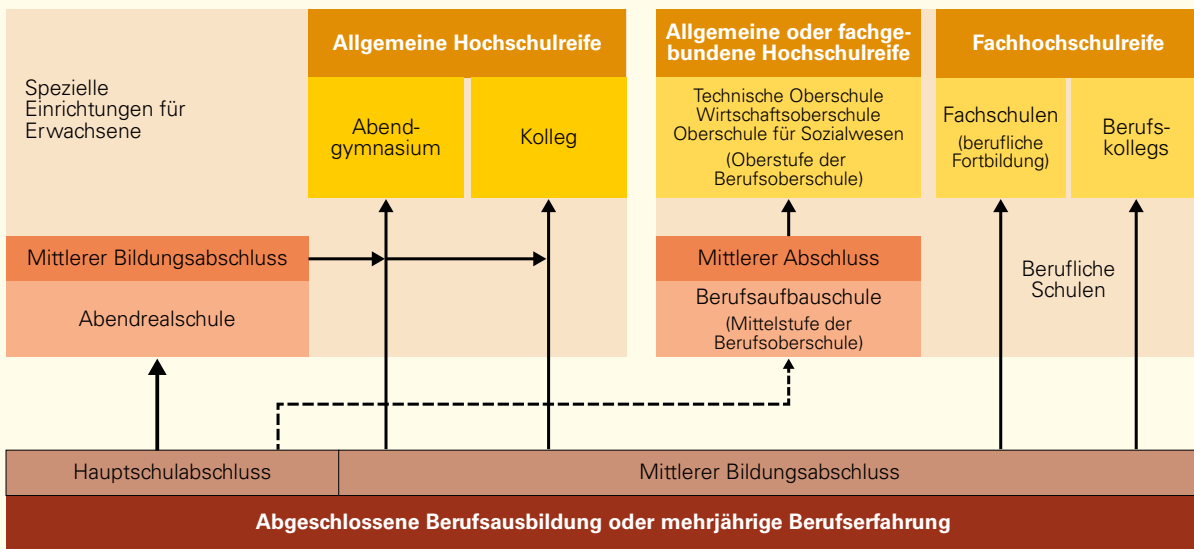 Allgemeine Hochschulreife
Allgemeine oder fachge-
bundene Hochschulreife
Fachhochschulreife
Spezielle
Einrichtungen für
Erwachsene
Abend-
gymnasium
Kolleg
Technische Oberschule
Wirtschaftsoberschule
Oberschule für Sozialwesen
(Oberstufe der
Berufsoberschule)
Fachschulen
(berufliche
Fortbildung)
Berufs-
kollegs
Mittlerer Bildungsabschluss
Abendrealschule
Mittlerer Abschluss
Berufsaufbauschule
(Mittelstufe der
Berufsoberschule)
Berufliche
Schulen
Hauptschulabschluss
Mittlerer Bildungsabschluss
Abgeschlossene Berufsausbildung oder mehrjährige Berufserfahrung